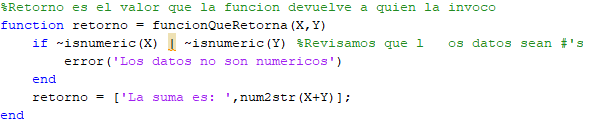 %Retorno es el valor que la funcion devuelve a quien la invoco
function retorno = funcionQueRetorna(X,Y)
    if ~isnumeric(X) | ~isnumeric(Y) %Revisamos que l   os datos sean #'s
        error('Los datos no son numericos')
    end
    retorno = ['La suma es: ',num2str(X+Y)];
end